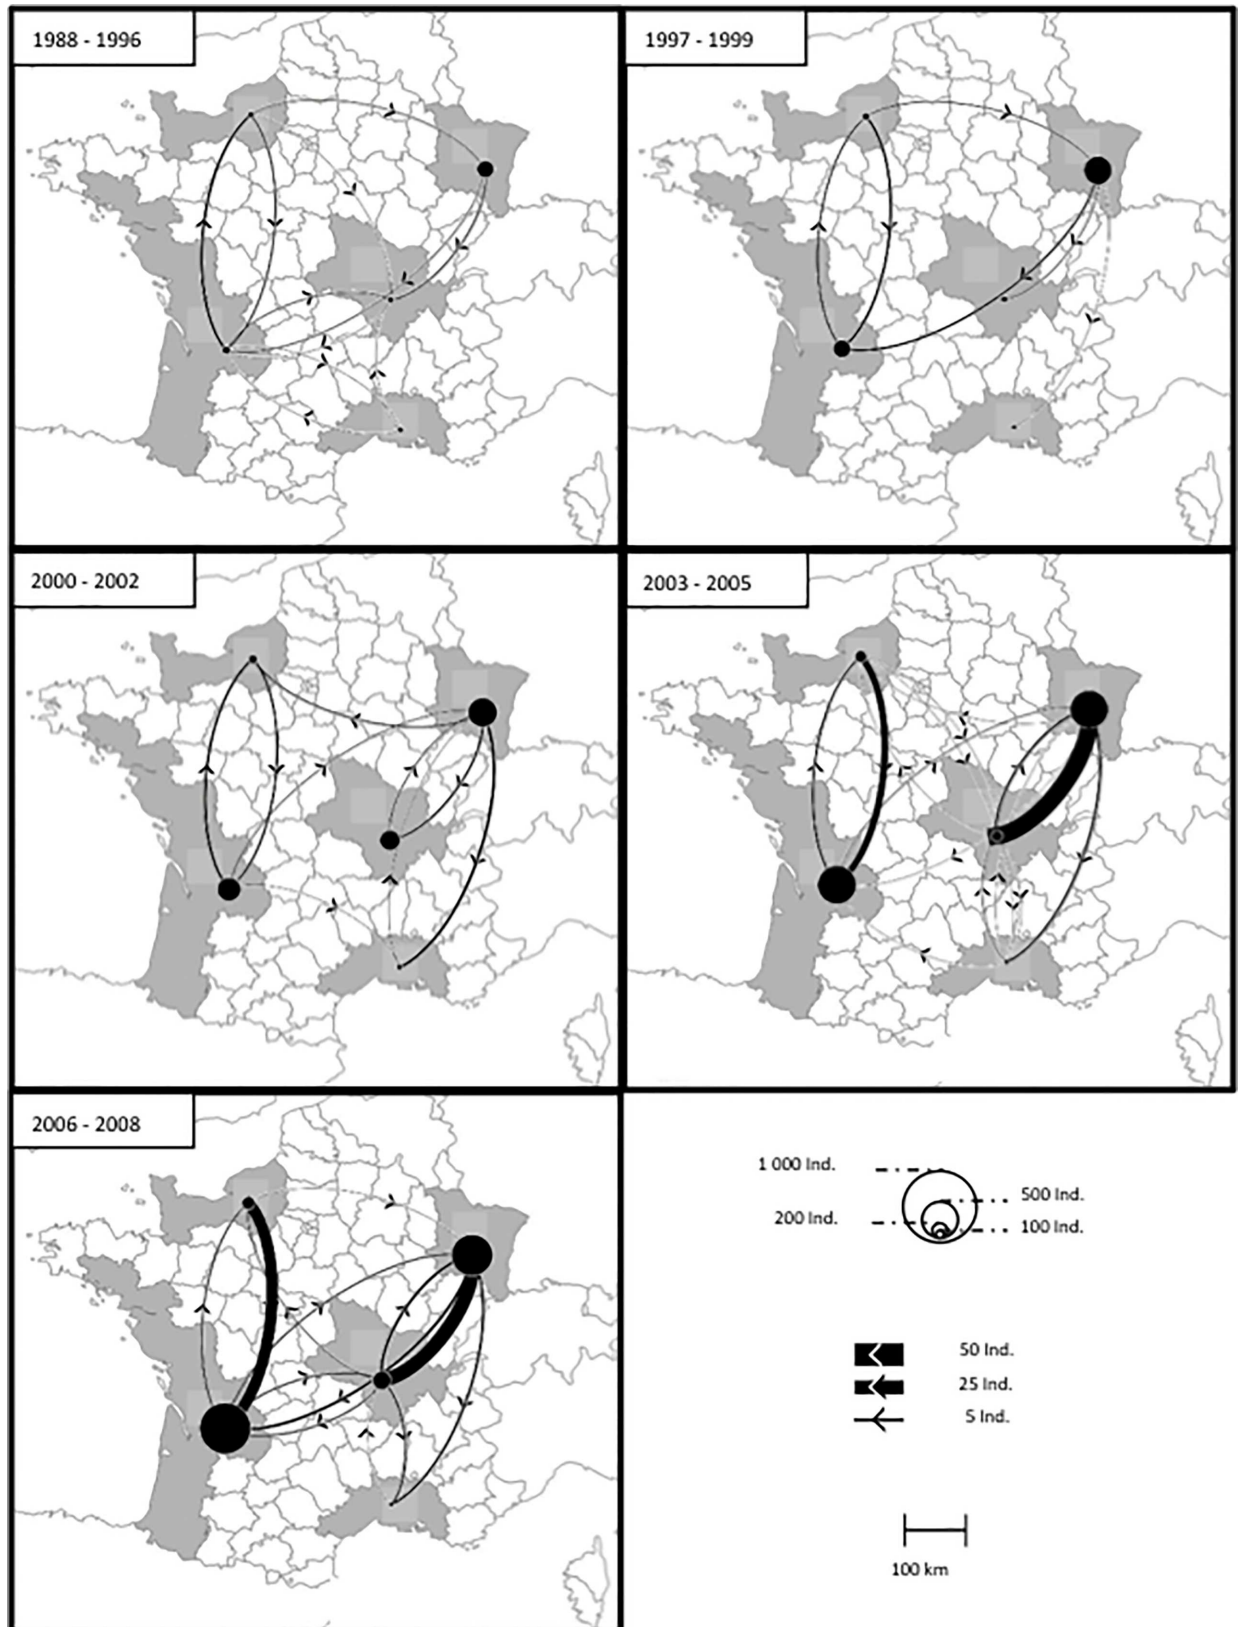 1988 - 1996
1997 - 1999
2000 - 2002
2003 - 2005
2006 - 2008
1 000 Ind.
500 Ind.
200 Ind.
100 Ind.
50 Ind.
25 Ind.
5 Ind.
100 km